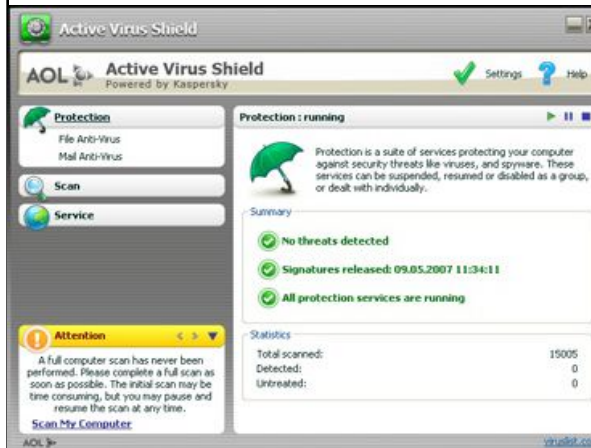 Active Virus Shield
AOL Active Virus Shield
Powered by Kaspersky
Settings
Help
Protection
File Anti-Virus
Mail Anti-Virus
Scan
Service
Protection : running
Protection is a suite of services protecting your computer
against security threats like viruses, and spyware. These
services can be suspended, resumed or disabled as a group,
or dealt with individually.
Summary
No threats detected
Signatures released: 09.05.2007 11:34:11
All protection services are running
Attention
A full computer scan has never been
performed. Please complete a full scan as
soon as possible. The initial scan may be
time consuming, but you may pause and
resume the scan at any time.
Scan My Computer
Statistics
Total scanned: 15005
Detected: 0
Untreated: 0
AOL
viruslist.co